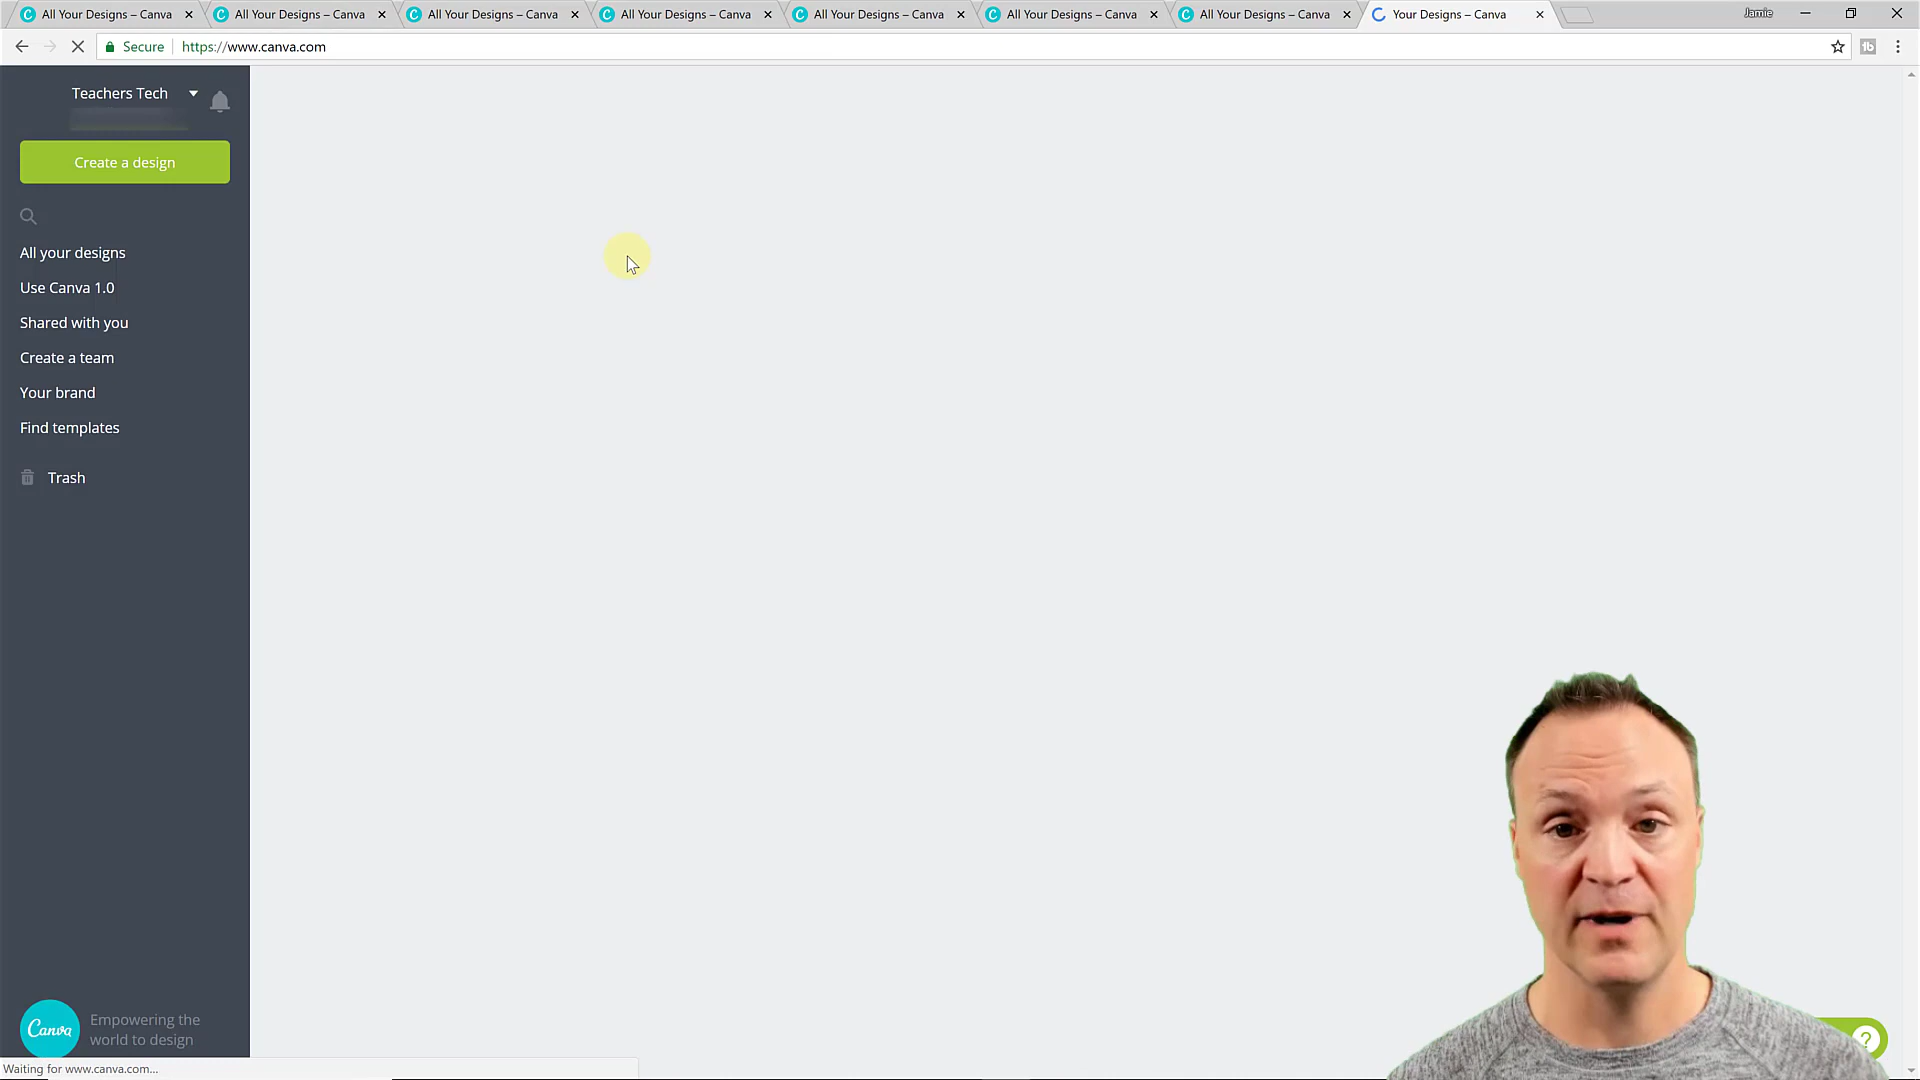 All Your Designs – Canva
All Your Designs – Canva
All Your Designs – Canva
All Your Designs – Canva
All Your Designs – Canva
All Your Designs – Canva
All Your Designs – Canva
Your Designs – Canva
Jamie
Secure
https://www.canva.com
Teachers Tech
Create a design
All your designs
Use Canva 1.0
Shared with you
Create a team
Your brand
Find templates
Trash
Canva
Empowering the
world to design
?
Waiting for www.canva.com...